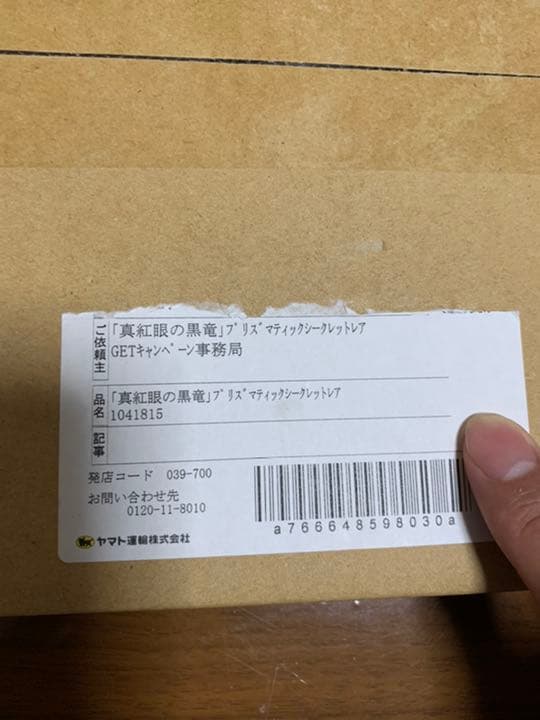 ご依頼主
「真紅眼の黒竜」ﾌﾟﾘｽﾞﾏﾃｨｯｸｼｰｸﾚｯﾄﾚｱ
GETｷｬﾝﾍﾟｰﾝ事務局
品名
「真紅眼の黒竜」ﾌﾟﾘｽﾞﾏﾃｨｯｸｼｰｸﾚｯﾄﾚｱ
1041815
記事
発店コード 039-700
お問い合わせ先
0120-11-8010
a766648598030a
ヤマト運輸株式会社